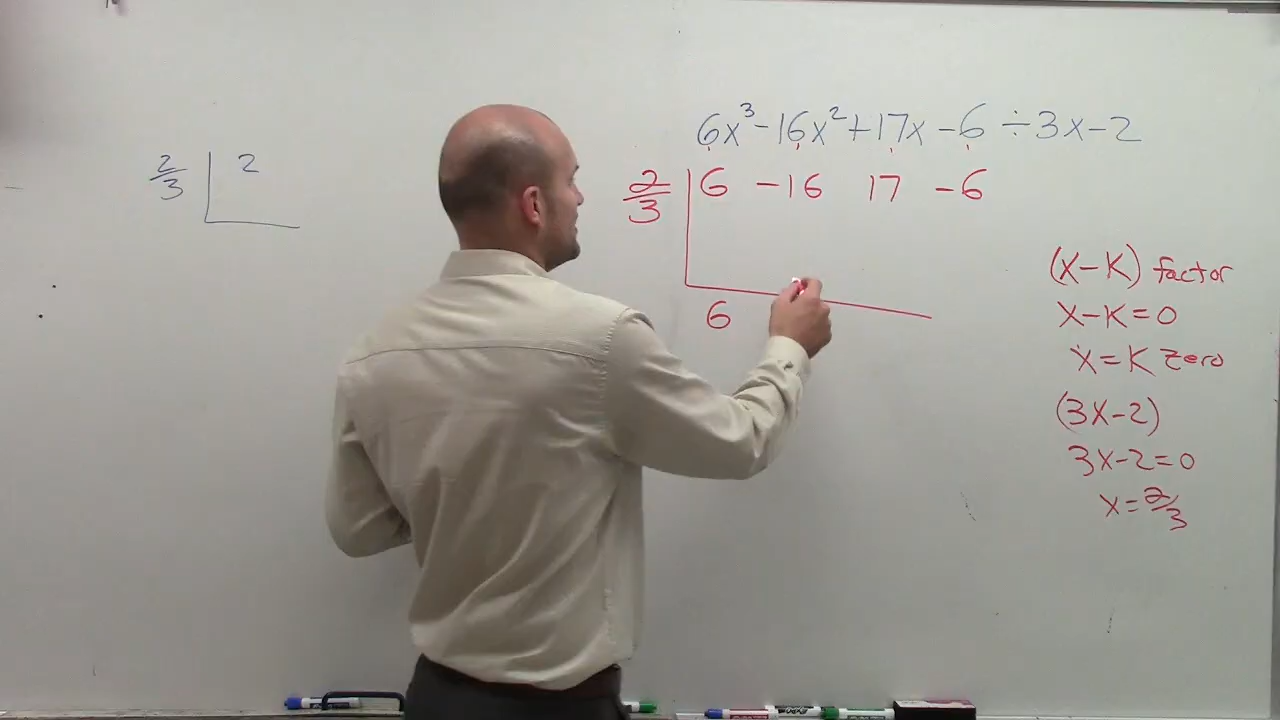 2/3 | 2
6x³-16x²+17x-6 ÷ 3x-2
2/3 | 6 -16 17 -6
6
(x-K) factor
x-K=0
x=K zero
(3x-2)
3x-2=0
x=2/3